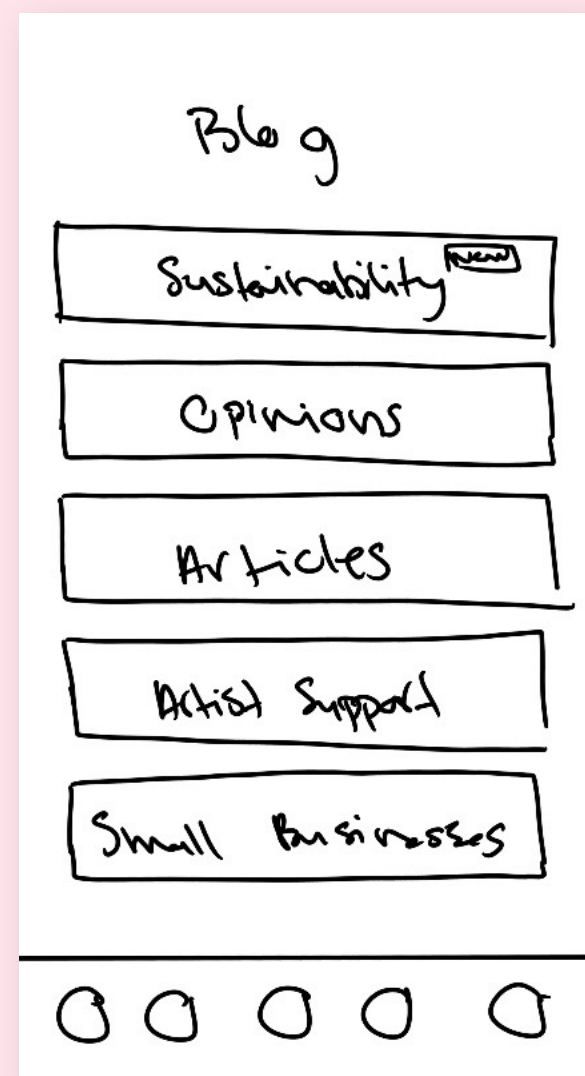 Blog
New
Sustainability
Opinions
Articles
Artist Support
Small Businesses